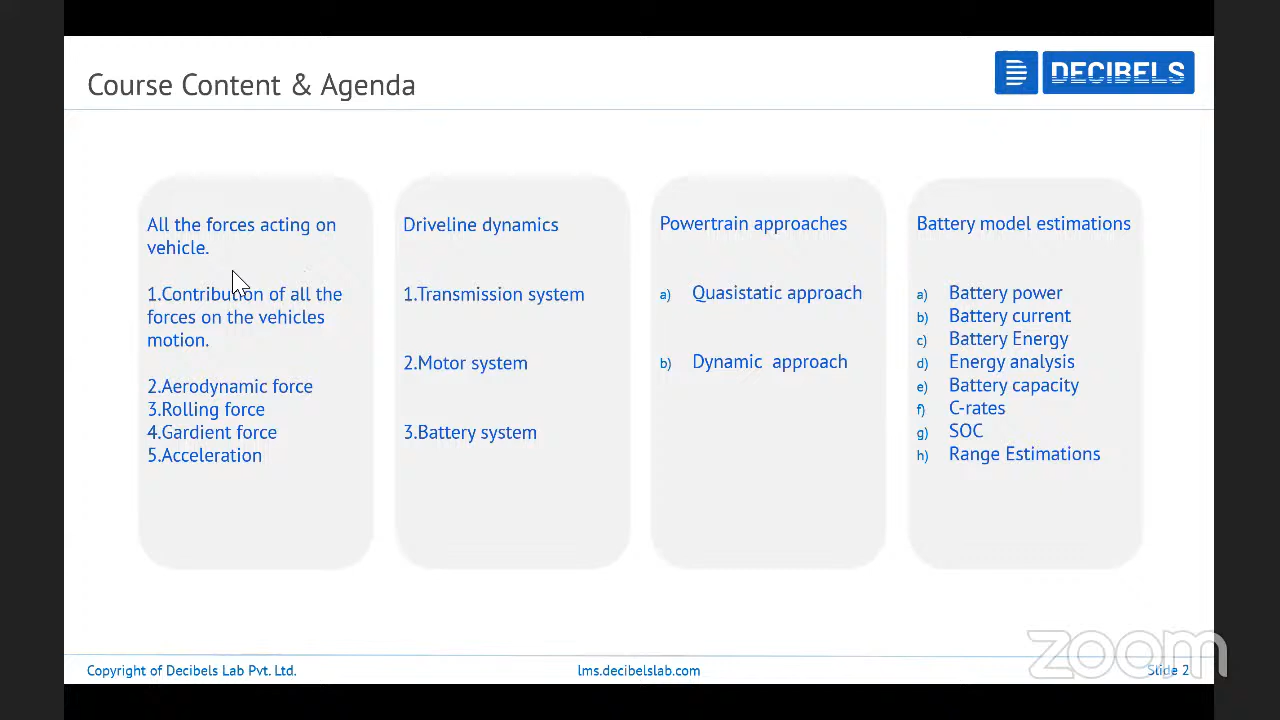 Course Content & Agenda
DECIBELS
All the forces acting on
vehicle.
1.Contribution of all the
forces on the vehicles
motion.
2.Aerodynamic force
3.Rolling force
4.Gardient force
5.Acceleration
Driveline dynamics
1.Transmission system
2.Motor system
3.Battery system
Powertrain approaches
a) Quasistatic approach
b) Dynamic approach
Battery model estimations
a) Battery power
b) Battery current
c) Battery Energy
d) Energy analysis
e) Battery capacity
f) C-rates
g) SOC
h) Range Estimations
Copyright of Decibels Lab Pvt. Ltd.
lms.decibelslab.com
Slide 2
zoom